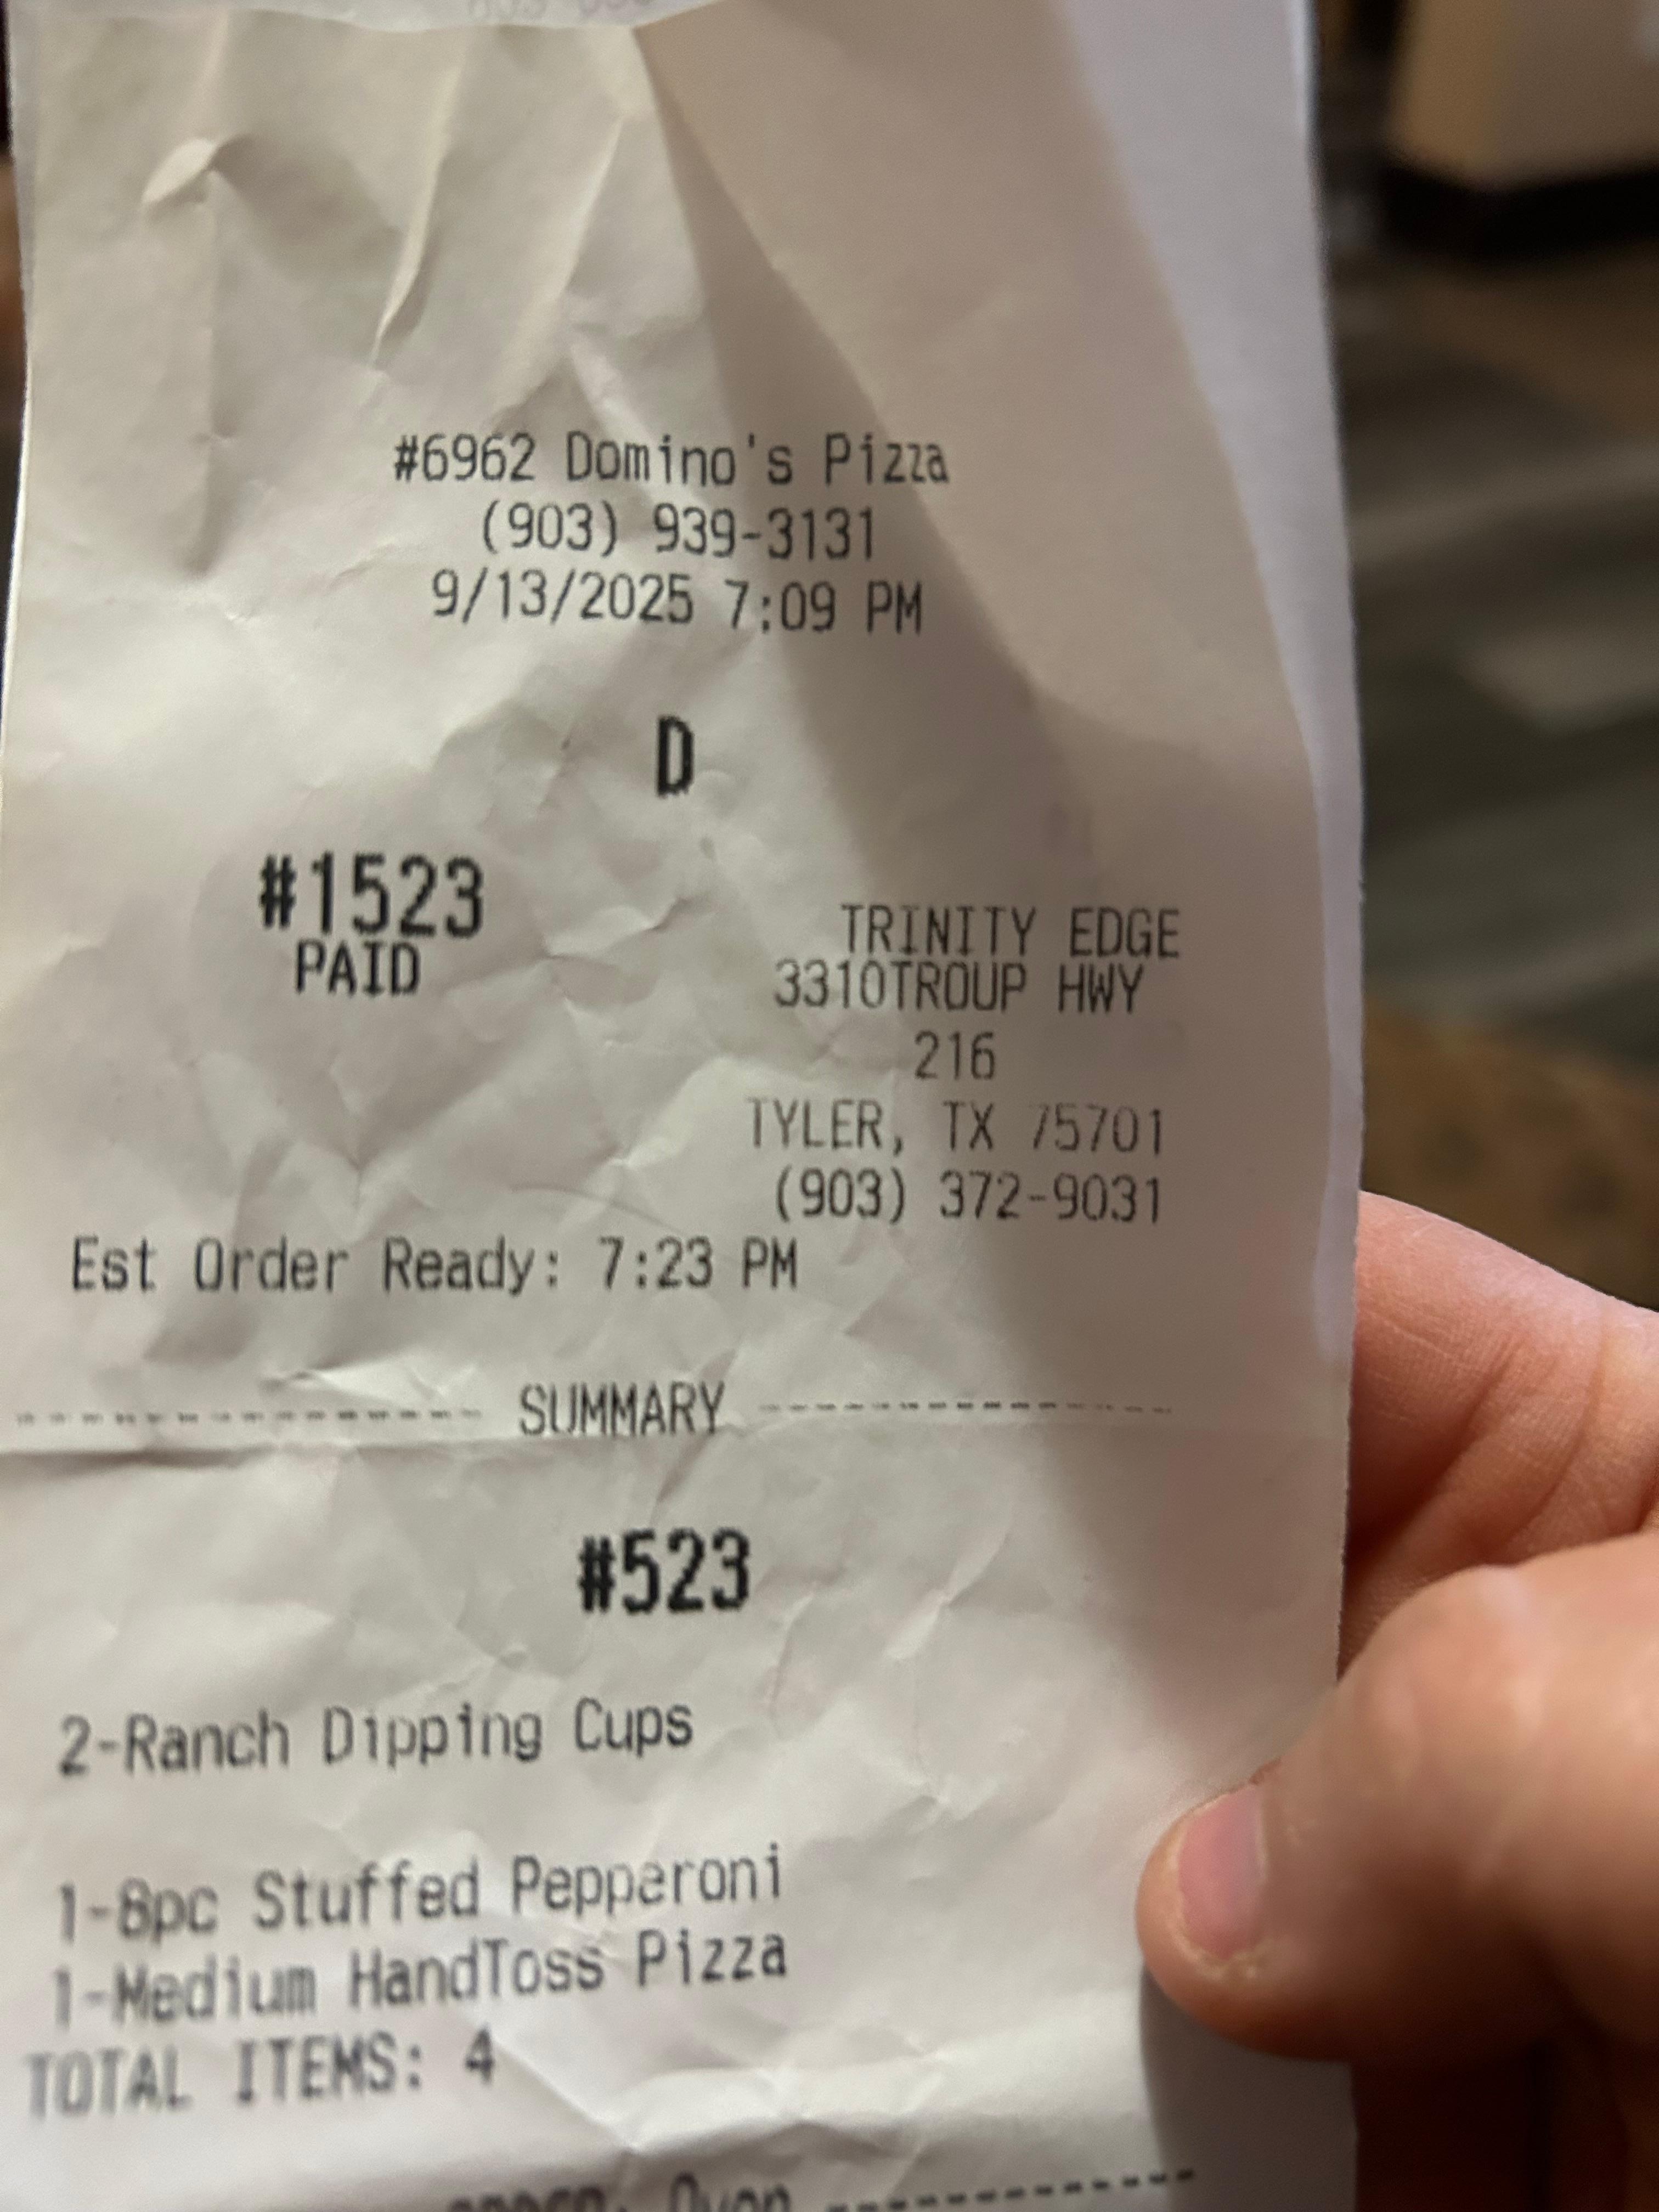 #6962 Domino's Pizza
(903) 939-3131
9/13/2025 7:09 PM
D
#1523
PAID
TRINITY EDGE
3310TROUP HWY
216
TYLER, TX 75701
(903) 372-9031
Est Order Ready: 7:23 PM
SUMMARY
#523
2-Ranch Dipping Cups
1-8pc Stuffed Pepperoni
1-Medium HandToss Pizza
TOTAL ITEMS: 4
Oven